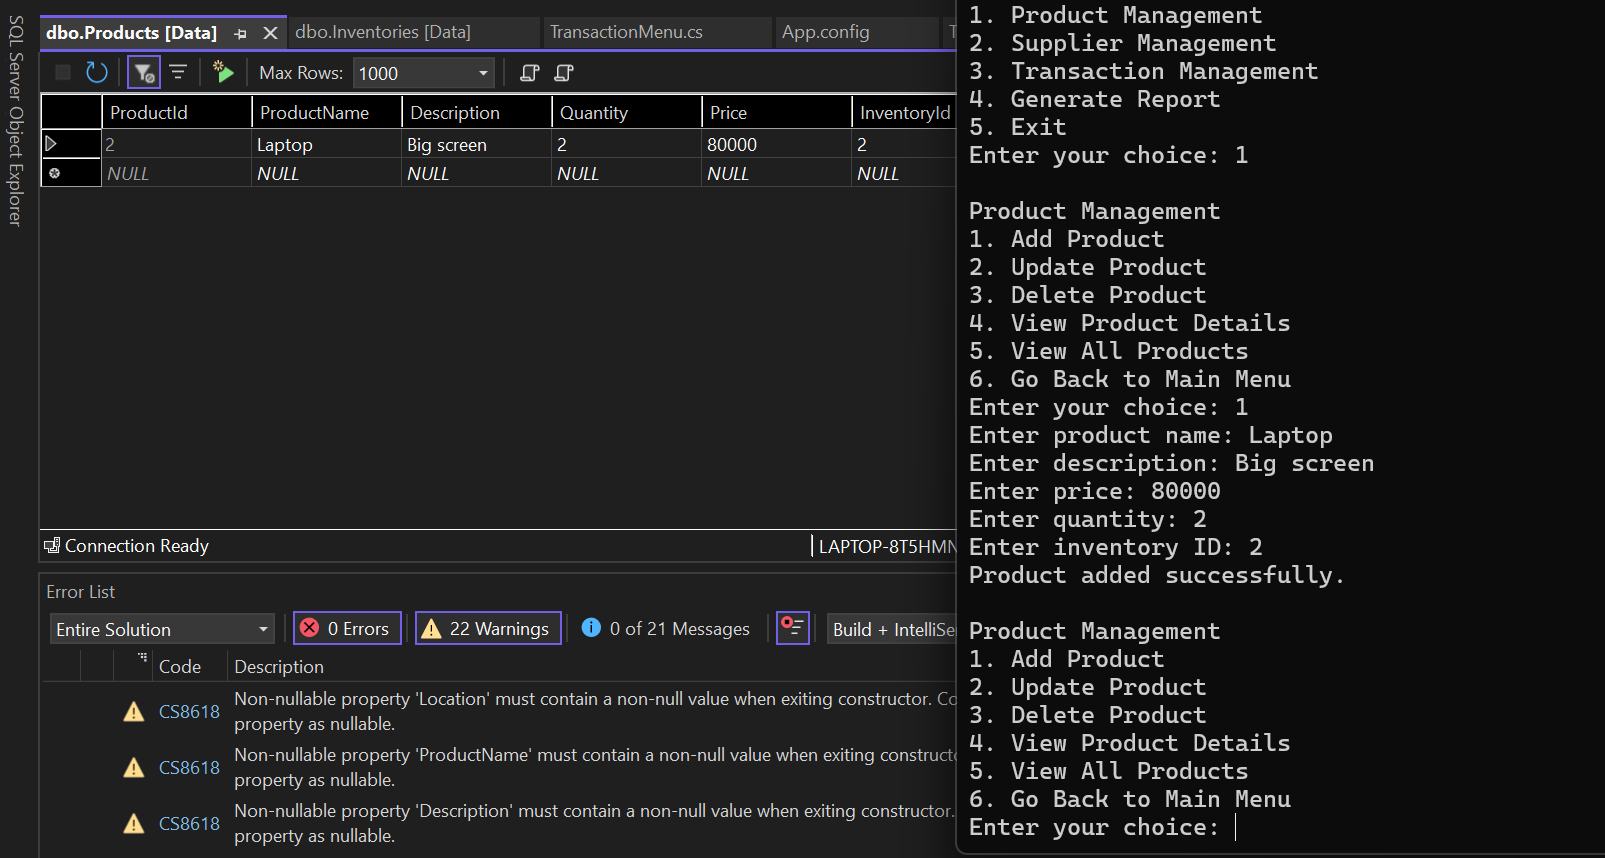 SQL Server Object Explorer
dbo.Products [Data]
dbo.Inventories [Data]
TransactionMenu.cs
App.config
Max Rows: 1000
ProductId ProductName Description Quantity Price InventoryId
2 Laptop Big screen 2 80000 2
NULL NULL NULL NULL NULL NULL
Connection Ready
LAPTOP-8T5HMN
Error List
Entire Solution
0 Errors
22 Warnings
0 of 21 Messages
Build + IntelliSe
Code Description
CS8618 Non-nullable property 'Location' must contain a non-null value when exiting constructor. Co
property as nullable.
CS8618 Non-nullable property 'ProductName' must contain a non-null value when exiting constructo
property as nullable.
CS8618 Non-nullable property 'Description' must contain a non-null value when exiting constructor.
property as nullable.
1. Product Management
2. Supplier Management
3. Transaction Management
4. Generate Report
5. Exit
Enter your choice: 1
Product Management
1. Add Product
2. Update Product
3. Delete Product
4. View Product Details
5. View All Products
6. Go Back to Main Menu
Enter your choice: 1
Enter product name: Laptop
Enter description: Big screen
Enter price: 80000
Enter quantity: 2
Enter inventory ID: 2
Product added successfully.
Product Management
1. Add Product
2. Update Product
3. Delete Product
4. View Product Details
5. View All Products
6. Go Back to Main Menu
Enter your choice: